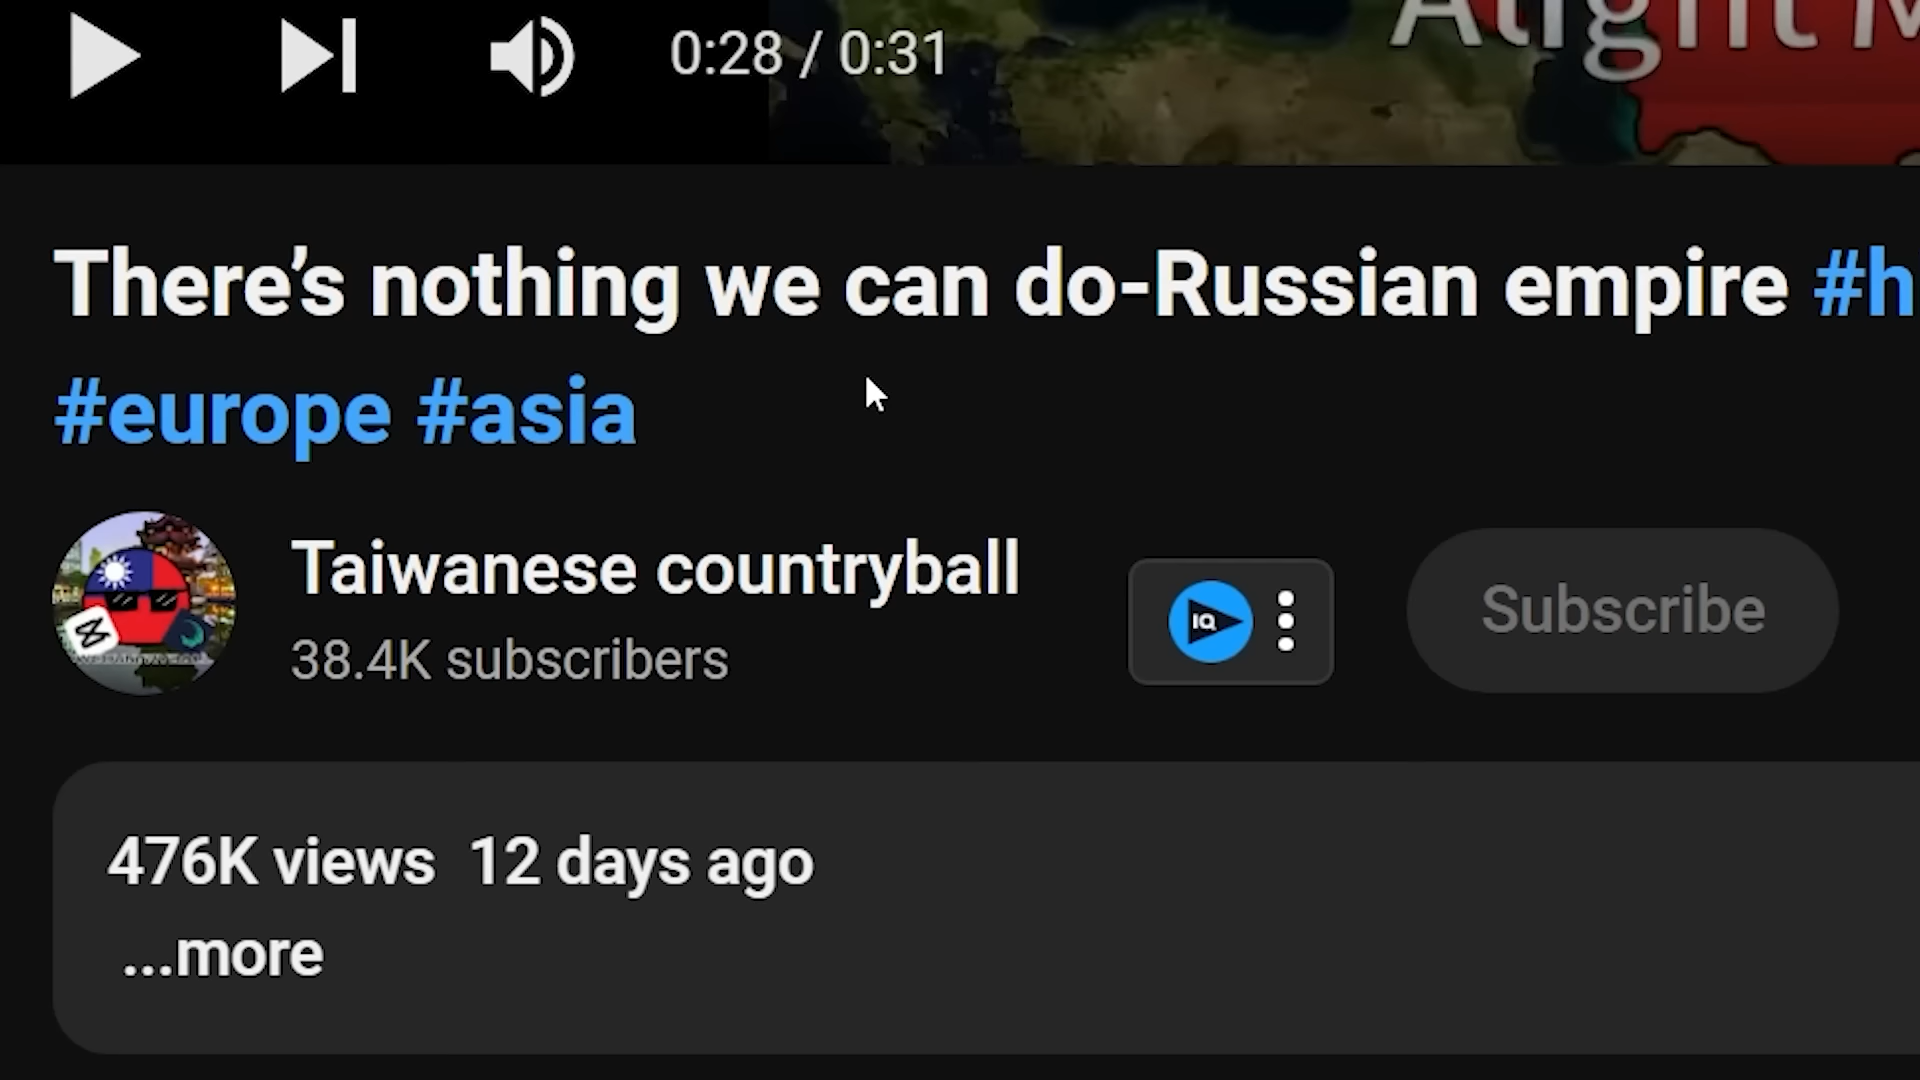 Alight M
0:28 / 0:31
There's nothing we can do-Russian empire #h
#europe #asia
Taiwanese countryball
38.4K subscribers
IQ
Subscribe
476K views 12 days ago
...more